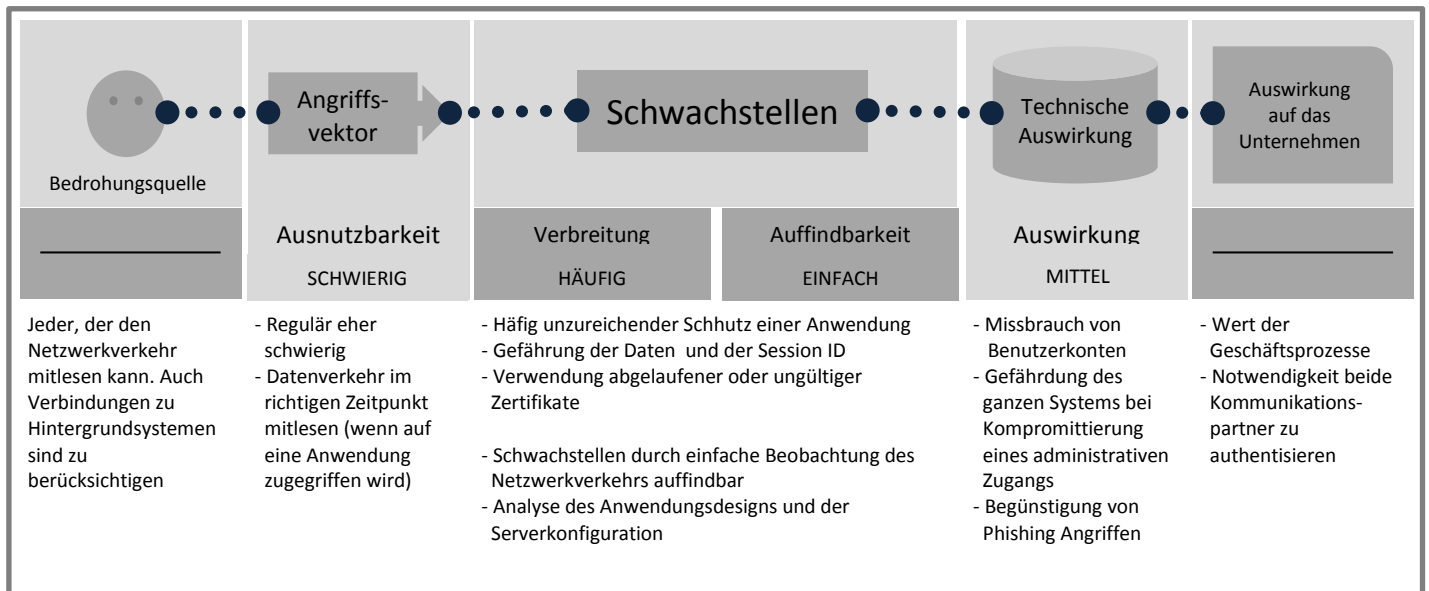 Bedrohungsquelle
Angriffs-
vektor
Schwachstellen
Technische
Auswirkung
Auswirkung
auf das
Unternehmen
Ausnutzbarkeit
SCHWIERIG
Verbreitung
HÄUFIG
Auffindbarkeit
EINFACH
Auswirkung
MITTEL
Jeder, der den
Netzwerkverkehr
mitlesen kann. Auch
Verbindungen zu
Hintergrundsystemen
sind zu
berücksichtigen
- Regulär eher
schwierig
- Datenverkehr im
richtigen Zeitpunkt
mitlesen (wenn auf
eine Anwendung
zugegriffen wird)
- Häfig unzureichender Schhutz einer Anwendung
- Gefährung der Daten und der Session ID
- Verwendung abgelaufener oder ungültiger
Zertifikate
- Schwachstellen durch einfache Beobachtung des
Netzwerkverkehrs auffindbar
- Analyse des Anwendungsdesigns und der
Serverkonfiguration
- Missbrauch von
Benutzerkonten
- Gefährdung des
ganzen Systems bei
Kompromittierung
eines administrativen
Zugangs
- Begünstigung von
Phishing Angriffen
- Wert der
Geschäftsprozesse
- Notwendigkeit beide
Kommunikations-
partner zu
authentisieren